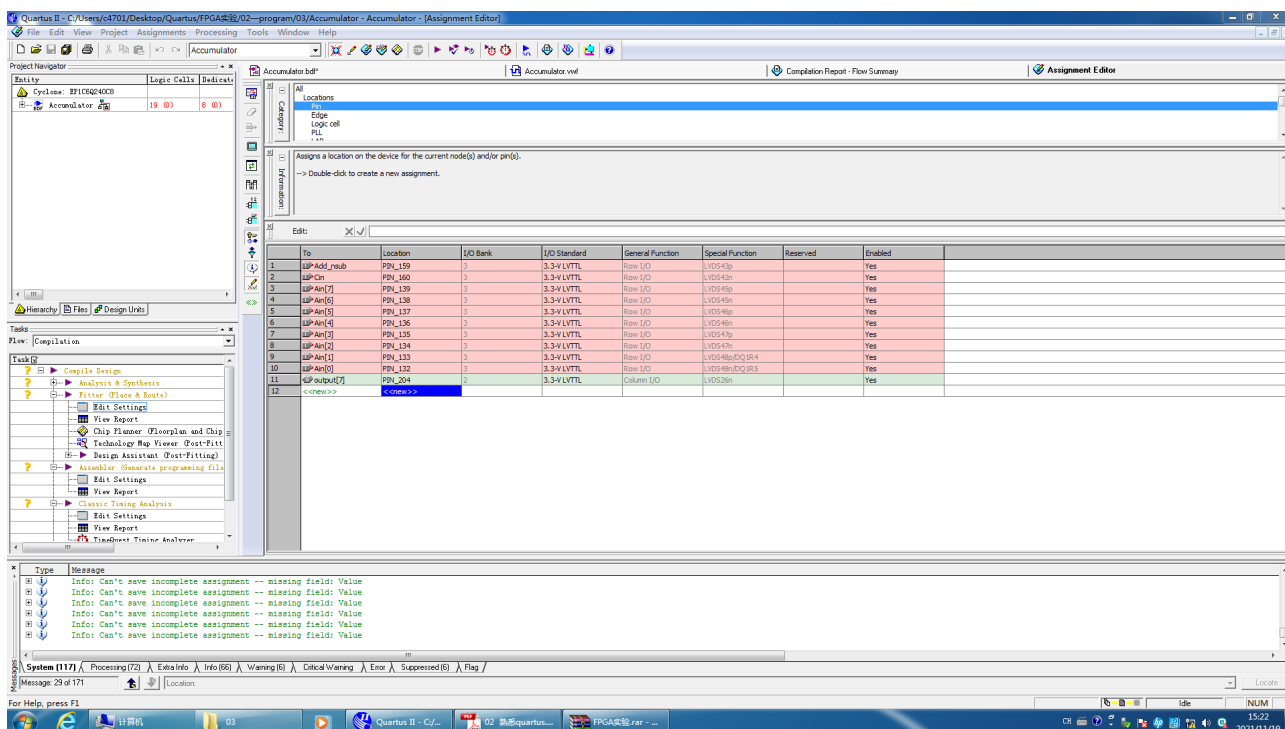 Quartus II - C:/Users/c4701/Desktop/Quartus/FPGA实验/02—program/03/Accumulator - Accumulator - [Assignment Editor]
File Edit View Project Assignments Processing Tools Window Help
Accumulator
Project Navigator
Entity Logic Cells Dedicate
Cyclone: EP1C6Q240C8
Accumulator 19 (0) 8 (0)
Hierarchy Files Design Units
Tasks
Flow: Compilation
Task
Compile Design
Analysis & Synthesis
Fitter (Place & Route)
Edit Settings
View Report
Chip Planner (Floorplan and Chip
Technology Map Viewer (Post-Fitt
Design Assistant (Post-Fitting)
Assembler (Generate programming file
Edit Settings
View Report
Classic Timing Analysis
Edit Settings
View Report
TimeQuest Timing Analyzer
Accumulator.bdf* Accumulator.vwf Compilation Report - Flow Summary Assignment Editor
Category:
All
Locations
Pin
Edge
Logic cell
PLL
LAB
Information:
Assigns a location on the device for the current node(s) and/or pin(s).
--> Double-click to create a new assignment.
Edit:
To Location I/O Bank I/O Standard General Function Special Function Reserved Enabled
1 Add_nsub PIN_159 3 3.3-V LVTTL Row I/O LVDS43p Yes
2 Cin PIN_160 3 3.3-V LVTTL Row I/O LVDS42n Yes
3 Ain[7] PIN_139 3 3.3-V LVTTL Row I/O LVDS45p Yes
4 Ain[6] PIN_138 3 3.3-V LVTTL Row I/O LVDS45n Yes
5 Ain[5] PIN_137 3 3.3-V LVTTL Row I/O LVDS46p Yes
6 Ain[4] PIN_136 3 3.3-V LVTTL Row I/O LVDS46n Yes
7 Ain[3] PIN_135 3 3.3-V LVTTL Row I/O LVDS47p Yes
8 Ain[2] PIN_134 3 3.3-V LVTTL Row I/O LVDS47n Yes
9 Ain[1] PIN_133 3 3.3-V LVTTL Row I/O LVDS48p/DQ1R4 Yes
10 Ain[0] PIN_132 3 3.3-V LVTTL Row I/O LVDS48n/DQ1R5 Yes
11 output[7] PIN_204 2 3.3-V LVTTL Column I/O LVDS26n Yes
12 <<new>> <<new>>
Type Message
Info: Can't save incomplete assignment -- missing field: Value
Info: Can't save incomplete assignment -- missing field: Value
Info: Can't save incomplete assignment -- missing field: Value
Info: Can't save incomplete assignment -- missing field: Value
Info: Can't save incomplete assignment -- missing field: Value
System (117) Processing (72) Extra Info Info (66) Warning (6) Critical Warning Error Suppressed (6) Flag
Messages
Message: 29 of 171 Location: Locate
For Help, press F1 Idle NUM
计算机 03 Quartus II - C:/... 02 熟悉quartus.... FPGA实验.rar - ... CH 15:22
2021/11/19